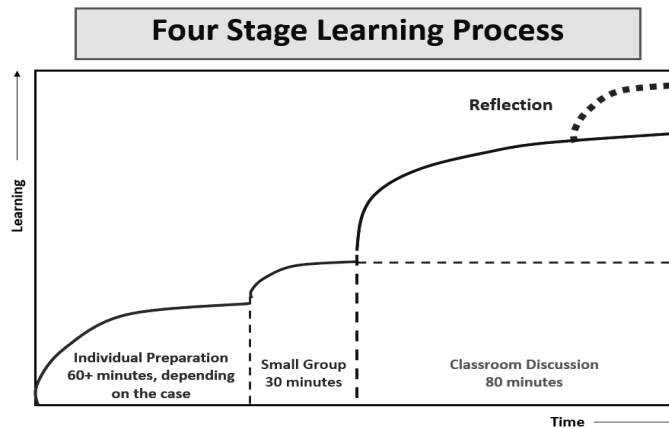 Four Stage Learning Process
Learning
Reflection
Individual Preparation
60+ minutes, depending
on the case
Small Group
30 minutes
Classroom Discussion
80 minutes
Time